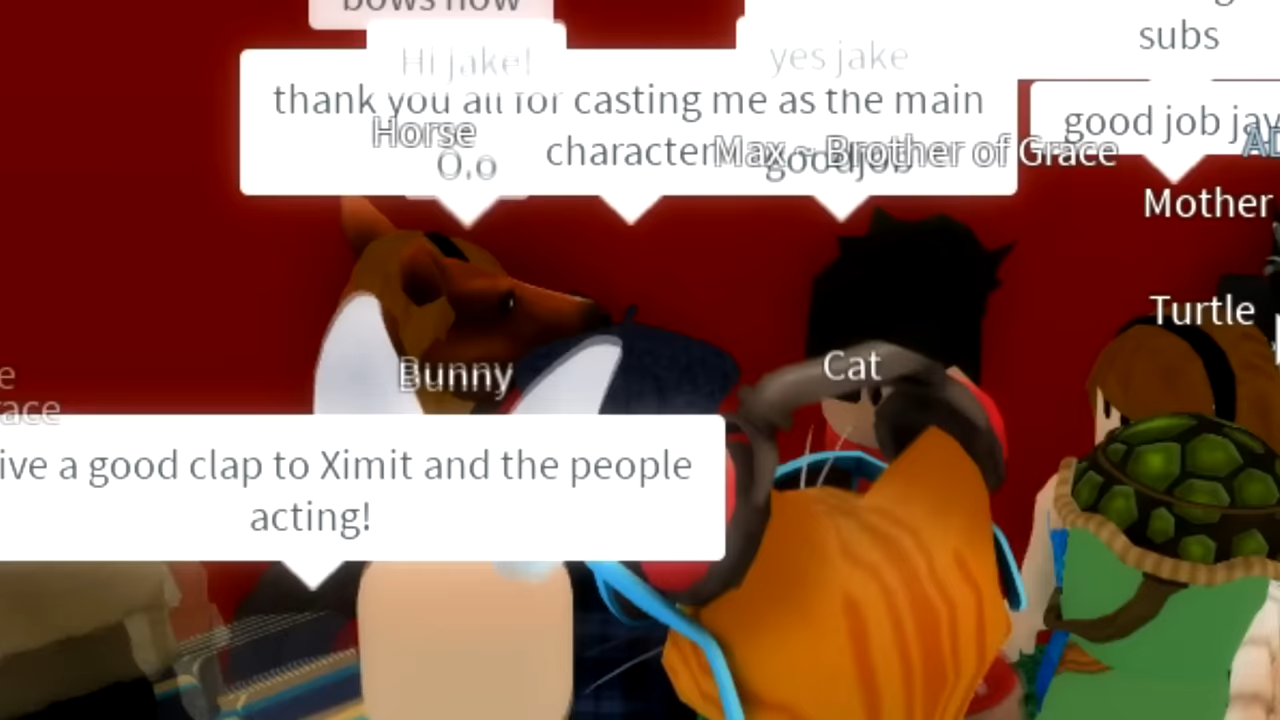 bows now
subs
Hi jake!
yes jake
thank you all for casting me as the main
character
good job
Horse
O.o
Max ~ Brother of Grace
goodjob
Mother
Turtle
Bunny
Cat
ive a good clap to Ximit and the people
acting!